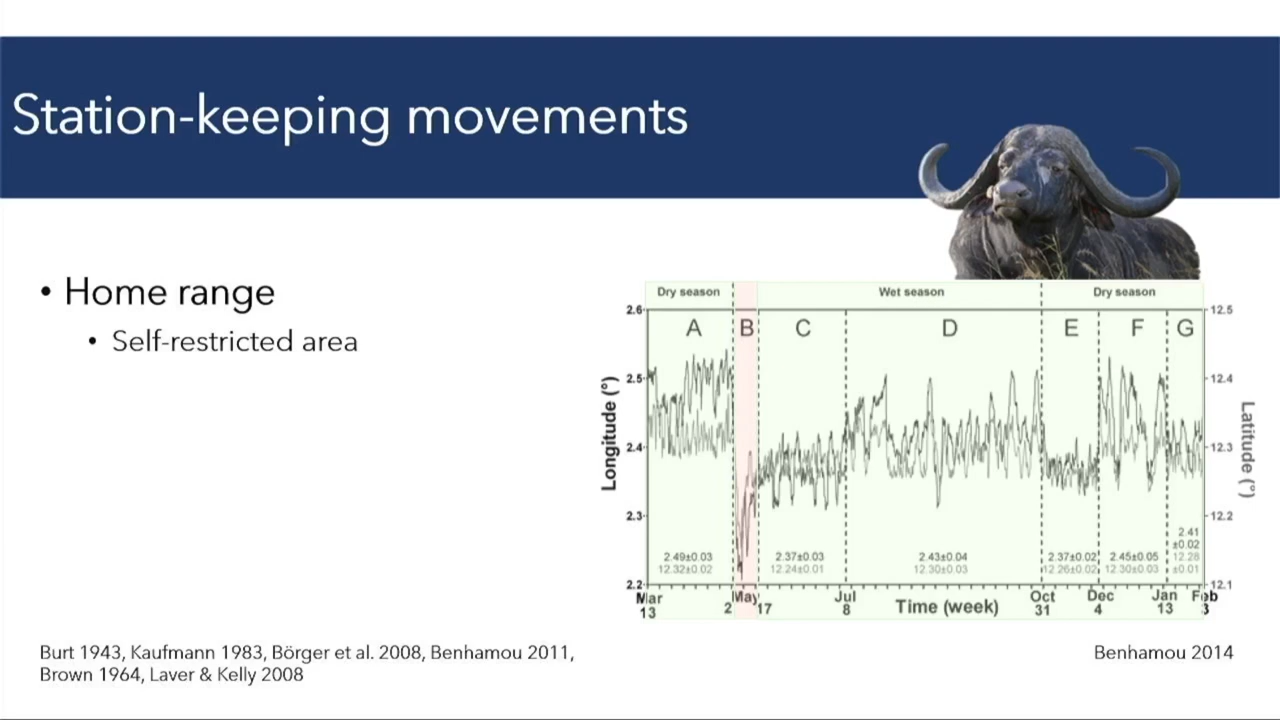 Station-keeping movements
• Home range
• Self-restricted area
Dry season Wet season Dry season
2.6 12.5
A B C D E F G
2.5 12.4
2.4 12.3
2.3 12.2
2.2 12.1
Longitude (°)
Latitude (°)
2.49±0.03
12.32±0.02
2.37±0.03
12.24±0.01
2.43±0.04
12.30±0.03
2.37±0.02
12.26±0.02
2.45±0.05
12.30±0.03
2.41
±0.02
12.28
±0.01
Mar May Jul Oct Dec Jan Feb
13 2 17 8 31 4 13 3
Time (week)
Burt 1943, Kaufmann 1983, Börger et al. 2008, Benhamou 2011,
Brown 1964, Laver & Kelly 2008
Benhamou 2014